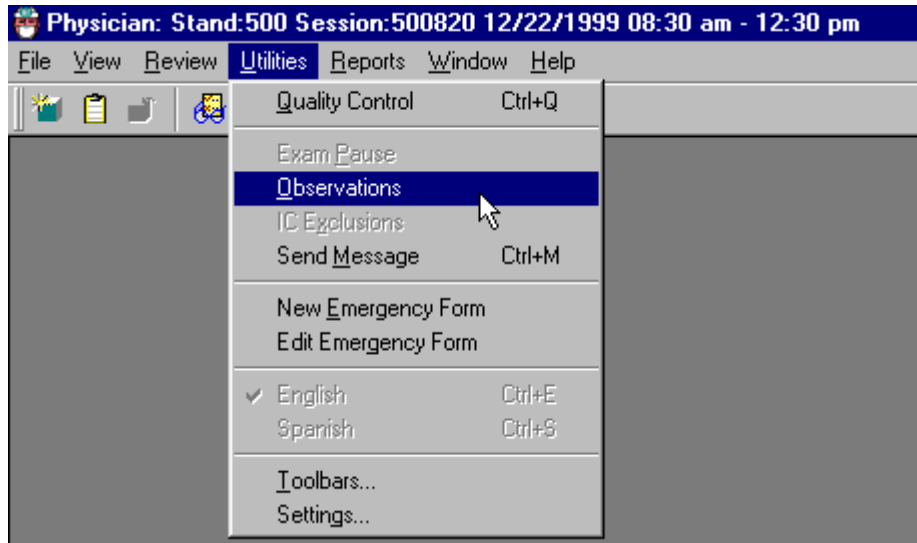 Physician: Stand:500 Session:500820 12/22/1999 08:30 am - 12:30 pm
File View Review Utilities Reports Window Help
Quality Control Ctrl+Q
Exam Pause
Observations
IC Exclusions
Send Message Ctrl+M
New Emergency Form
Edit Emergency Form
English Ctrl+E
Spanish Ctrl+S
Toolbars...
Settings...